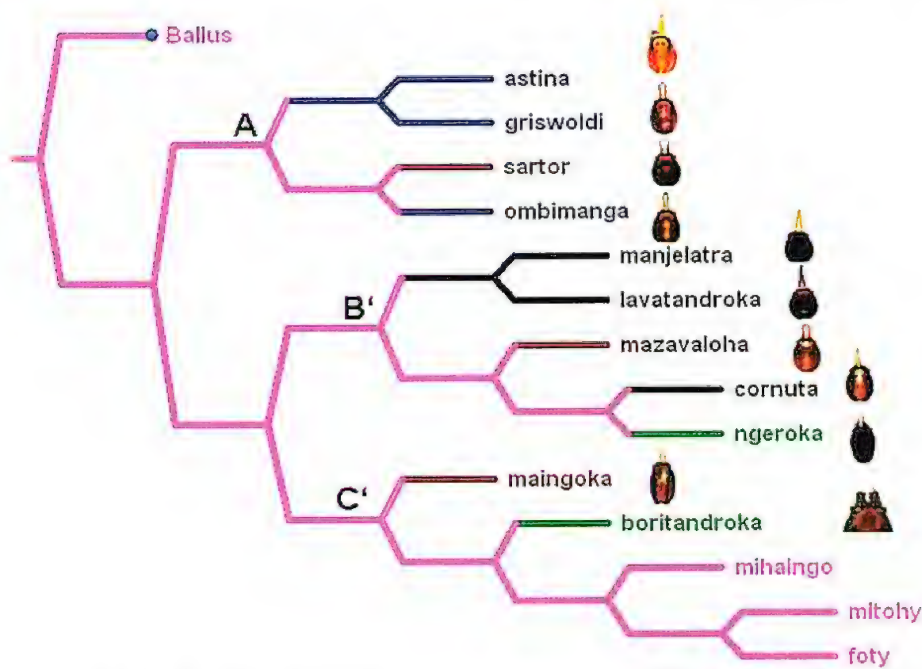 Ballus
astina
A
griswoldi
sartor
ombimanga
manjelatra
B'
lavatandroka
mazavaloha
cornuta
ngeroka
maingoka
C'
boritandroka
mihaingo
mitohy
foty